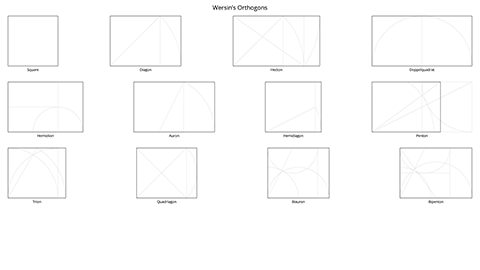 Wersin's Orthogons
Square
Diagon
Hecton
Doppelquadrat
Hemiolion
Auron
Hemidiagon
Penton
Trion
Quadriagon
Biauron
Bipenton